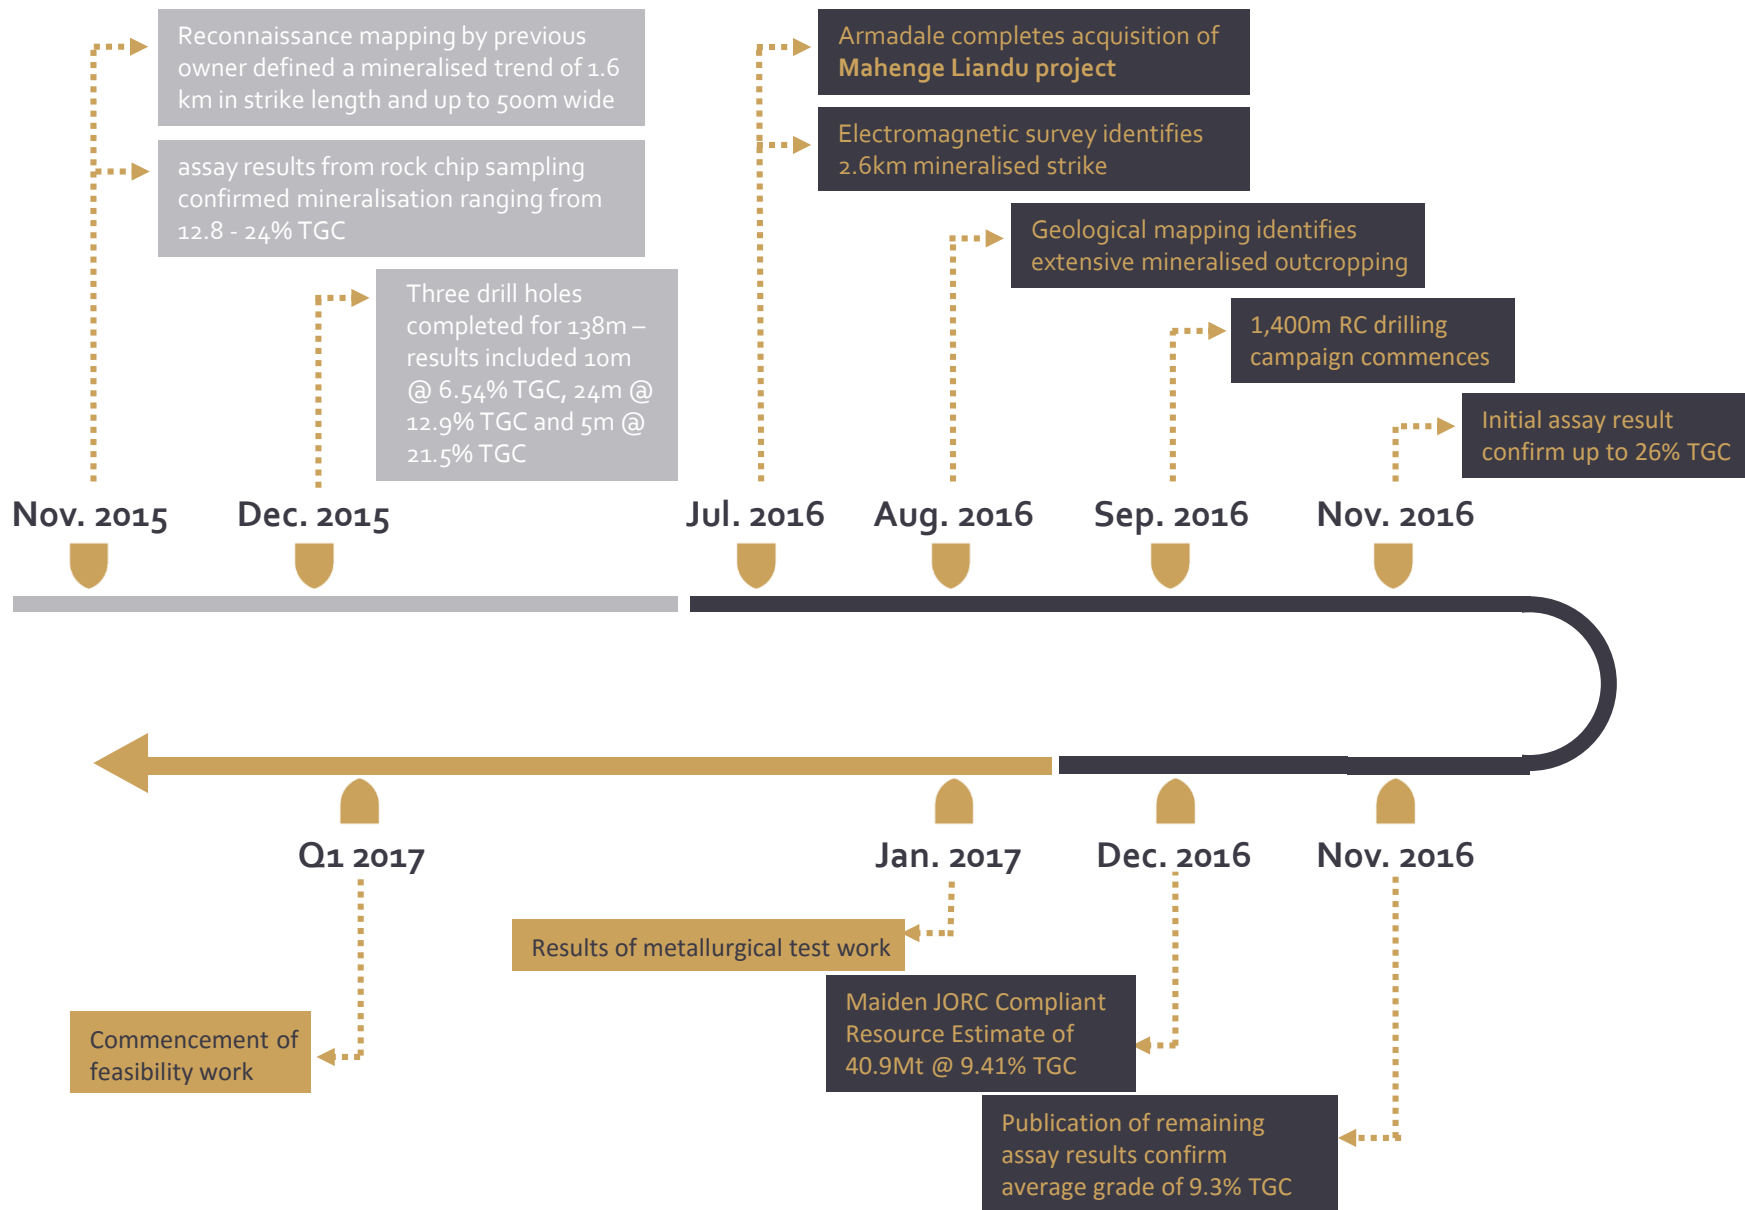 Reconnaissance mapping by previous
owner defined a mineralised trend of 1.6
km in strike length and up to 500m wide
assay results from rock chip sampling
confirmed mineralisation ranging from
12.8 - 24% TGC
Three drill holes
completed for 138m –
results included 10m
@ 6.54% TGC, 24m @
12.9% TGC and 5m @
21.5% TGC
Armadale completes acquisition of
Mahenge Liandu project
Electromagnetic survey identifies
2.6km mineralised strike
Geological mapping identifies
extensive mineralised outcropping
1,400m RC drilling
campaign commences
Initial assay result
confirm up to 26% TGC
Nov. 2015
Dec. 2015
Jul. 2016
Aug. 2016
Sep. 2016
Nov. 2016
Q1 2017
Jan. 2017
Dec. 2016
Nov. 2016
Results of metallurgical test work
Commencement of
feasibility work
Maiden JORC Compliant
Resource Estimate of
40.9Mt @ 9.41% TGC
Publication of remaining
assay results confirm
average grade of 9.3% TGC